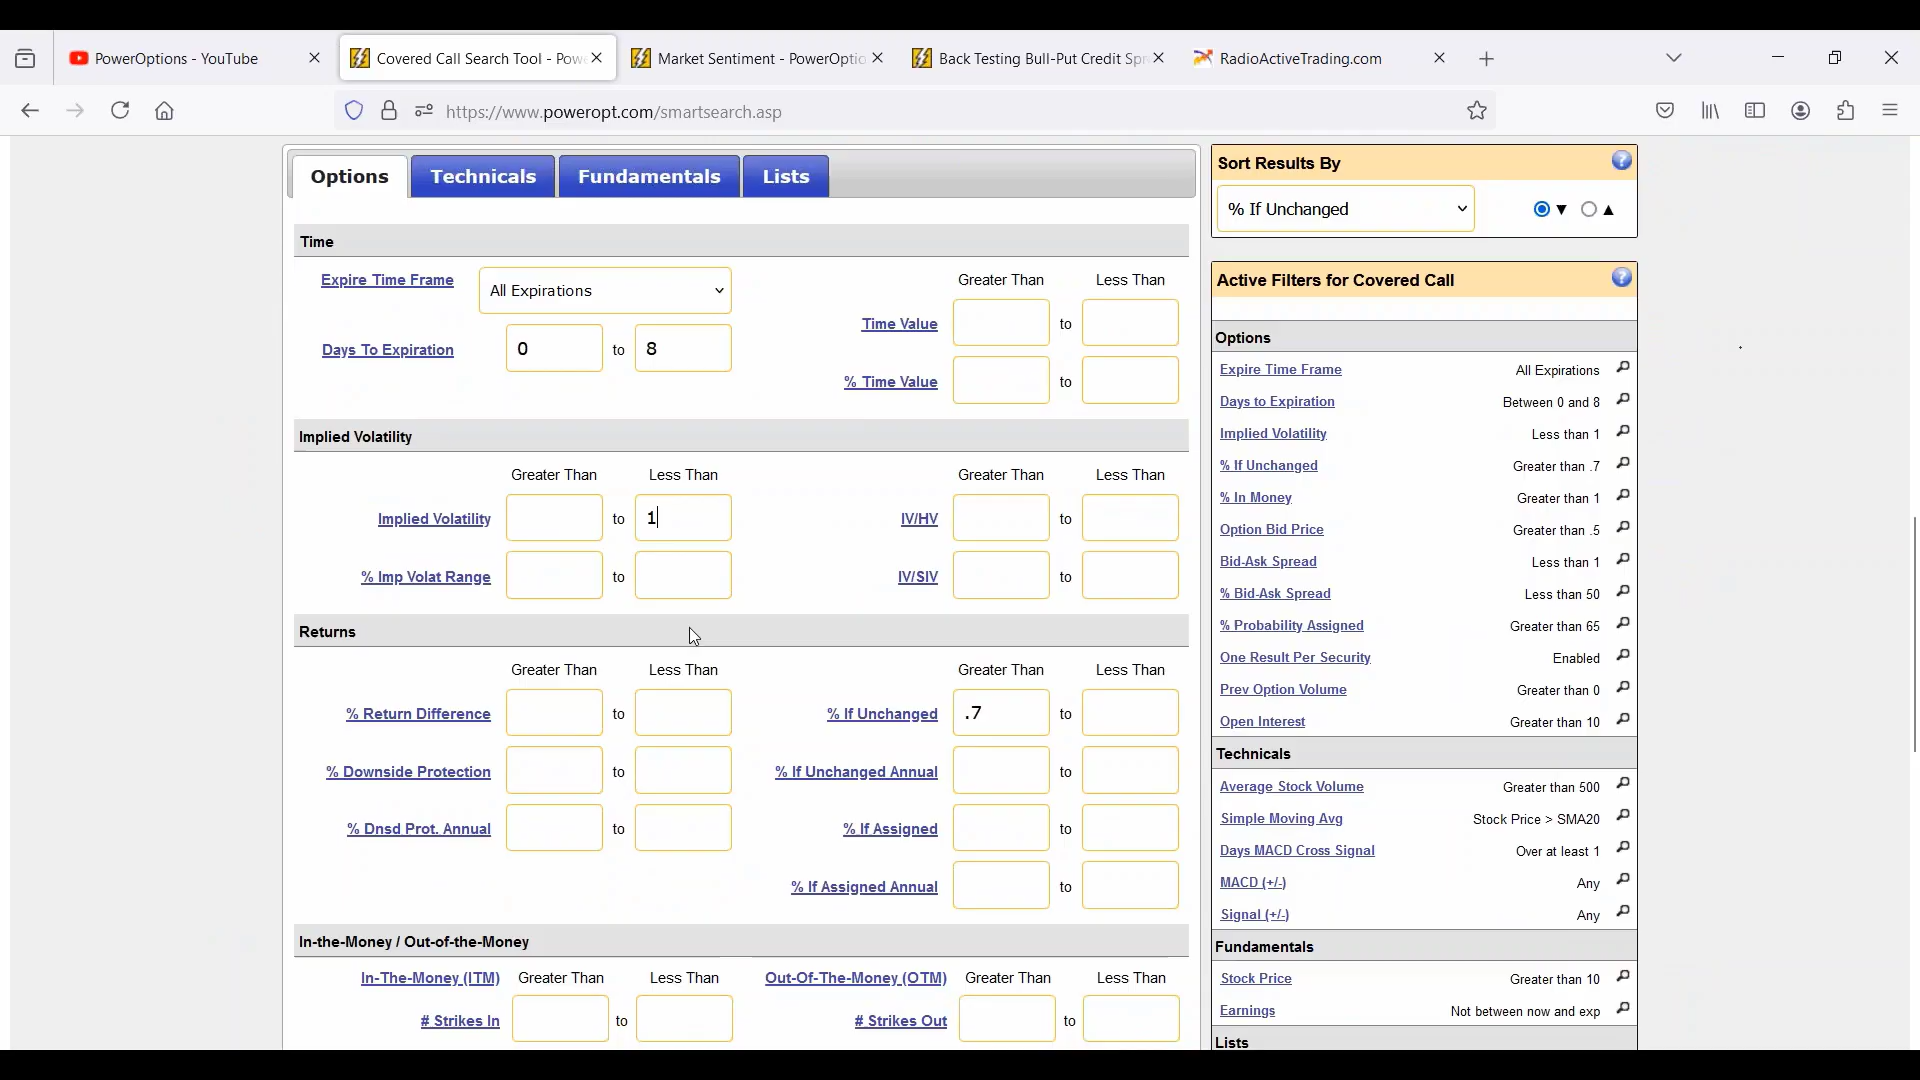 PowerOptions - YouTube
Covered Call Search Tool - Pow
Market Sentiment - PowerOptio
Back Testing Bull-Put Credit Spr
RadioActiveTrading.com
https://www.poweropt.com/smartsearch.asp
Options
Technicals
Fundamentals
Lists
Time
Expire Time Frame
All Expirations
Days To Expiration
0 to 8
Greater Than Less Than
Time Value to
% Time Value to
Implied Volatility
Greater Than Less Than
Implied Volatility to 1
% Imp Volat Range to
Greater Than Less Than
IV/HV to
IV/SIV to
Returns
Greater Than Less Than
% Return Difference to
% Downside Protection to
% Dnsd Prot. Annual to
Greater Than Less Than
% If Unchanged .7 to
% If Unchanged Annual to
% If Assigned to
% If Assigned Annual to
In-the-Money / Out-of-the-Money
In-The-Money (ITM) Greater Than Less Than
# Strikes In to
Out-Of-The-Money (OTM) Greater Than Less Than
# Strikes Out to
Sort Results By ?
% If Unchanged ▼ ▲
Active Filters for Covered Call ?
Options
Expire Time Frame All Expirations
Days to Expiration Between 0 and 8
Implied Volatility Less than 1
% If Unchanged Greater than .7
% In Money Greater than 1
Option Bid Price Greater than .5
Bid-Ask Spread Less than 1
% Bid-Ask Spread Less than 50
% Probability Assigned Greater than 65
One Result Per Security Enabled
Prev Option Volume Greater than 0
Open Interest Greater than 10
Technicals
Average Stock Volume Greater than 500
Simple Moving Avg Stock Price > SMA20
Days MACD Cross Signal Over at least 1
MACD (+/-) Any
Signal (+/-) Any
Fundamentals
Stock Price Greater than 10
Earnings Not between now and exp
Lists